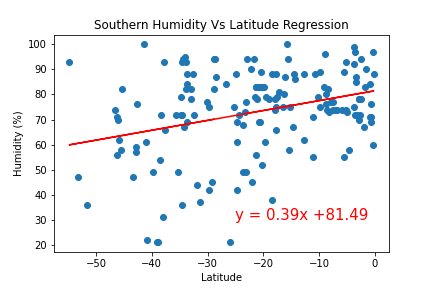 Southern Humidity Vs Latitude Regression
Humidity (%)
100
90
80
70
60
50
40
30
20
y = 0.39x +81.49
−50 −40 −30 −20 −10 0
Latitude